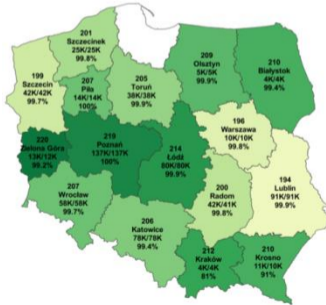 201
Szczecinek
25K/25K
99.8%
209
Olsztyn
5K/5K
99.9%
210
Białystok
4K/4K
99.4%
199
Szczecin
42K/42K
99.7%
207
Piła
14K/14K
100%
205
Toruń
38K/38K
99.9%
196
Warszawa
10K/10K
99.8%
220
Zielona Góra
13K/12K
99.2%
219
Poznań
137K/137K
100%
214
Łódź
80K/80K
99.9%
194
Lublin
91K/91K
99.9%
207
Wrocław
58K/58K
99.7%
200
Radom
42K/41K
99.8%
206
Katowice
78K/78K
99.4%
212
Kraków
4K/4K
81%
210
Krosno
11K/10K
91%